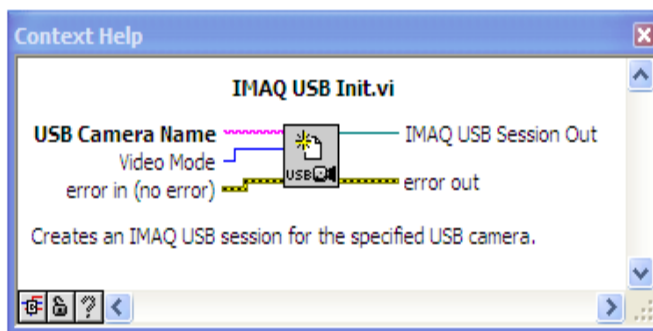 Context Help
IMAQ USB Init.vi
USB Camera Name
IMAQ USB Session Out
Video Mode
error in (no error)
error out
USB
Creates an IMAQ USB session for the specified USB camera.
?